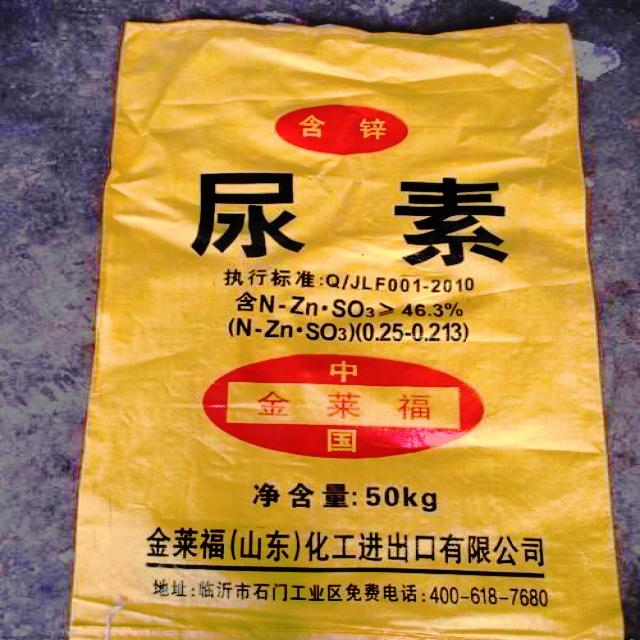 含锌
尿素
执行标准:Q/JLF001-2010
含N-Zn·SO₃≥46.3%
(N-Zn·SO₃)(0.25-0.213)
中
金莱福
国
净含量:50kg
金莱福(山东)化工进出口有限公司
地址:临沂市石门工业区免费电话:400-618-7680